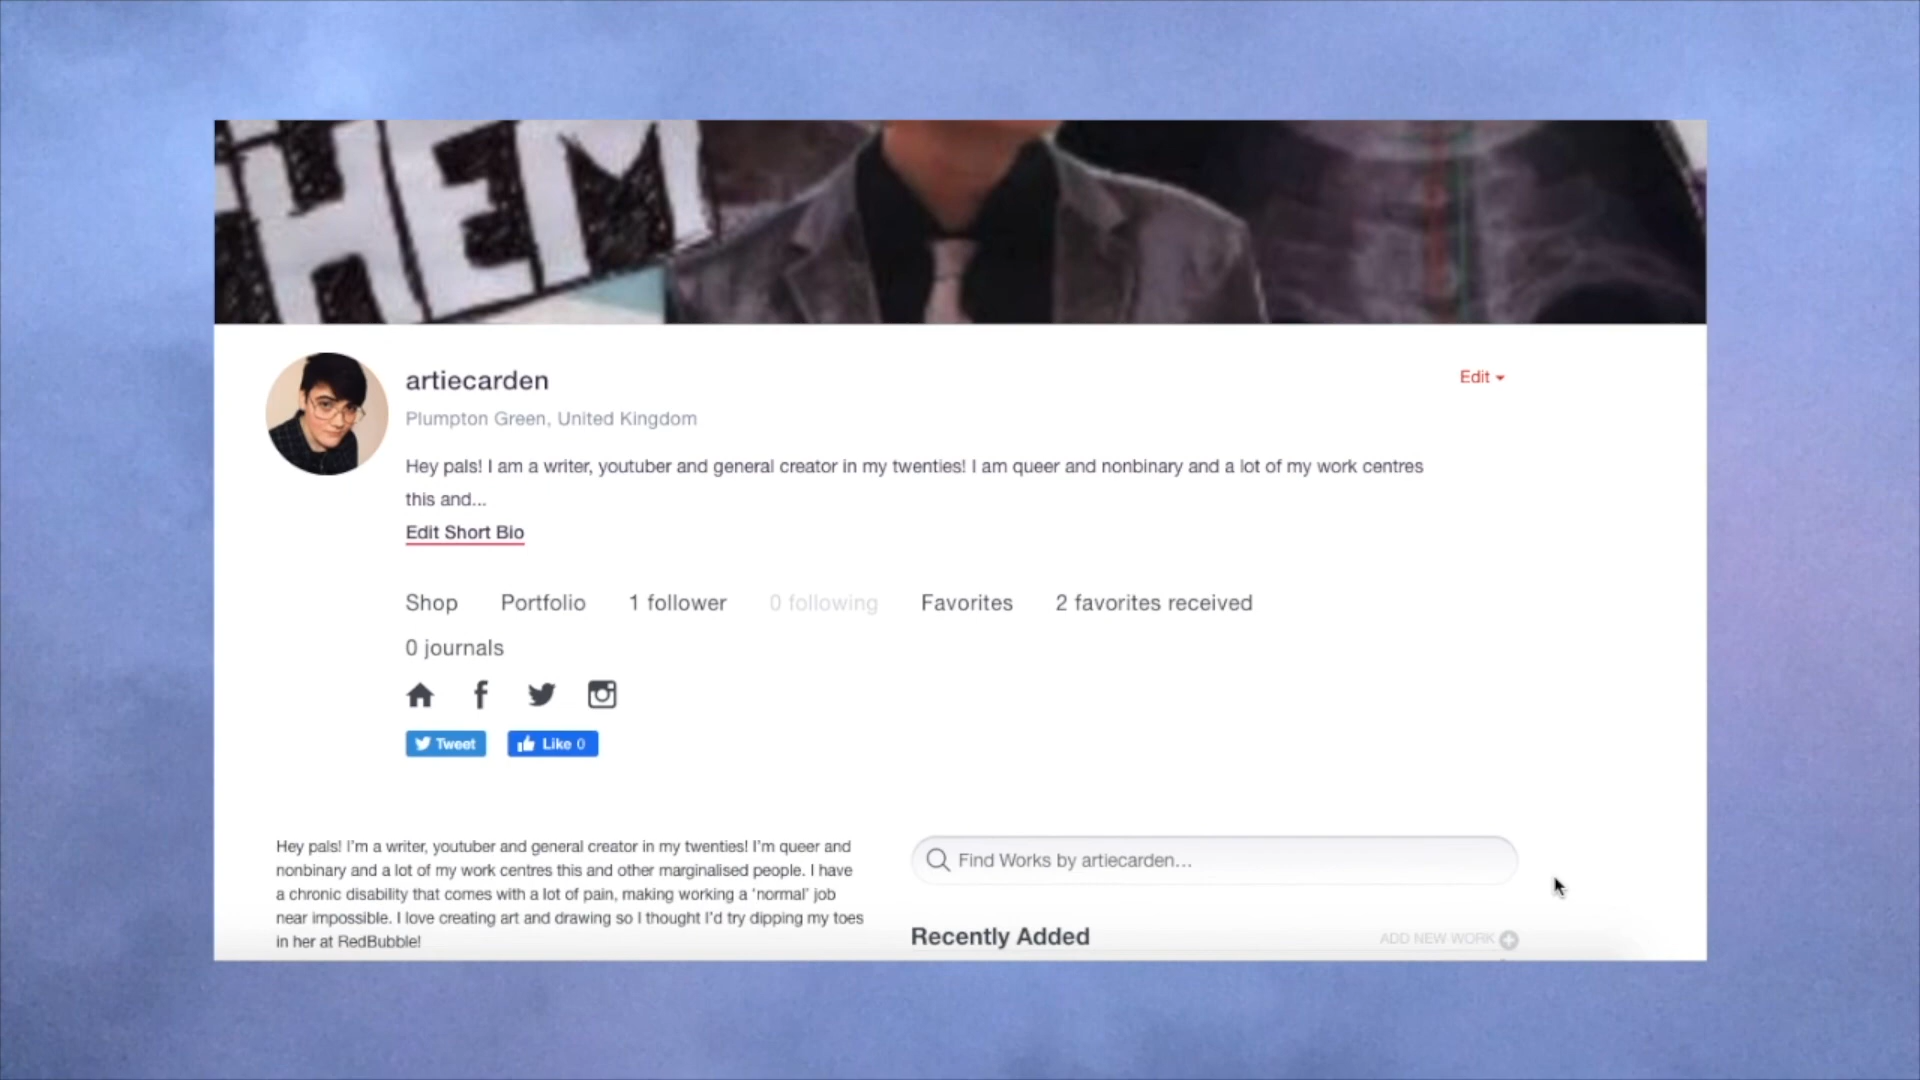 HEM
artiecarden
Edit
Plumpton Green, United Kingdom
Hey pals! I am a writer, youtuber and general creator in my twenties! I am queer and nonbinary and a lot of my work centres
this and...
Edit Short Bio
Shop Portfolio 1 follower 0 following Favorites 2 favorites received
0 journals
Tweet Like 0
Hey pals! I'm a writer, youtuber and general creator in my twenties! I'm queer and
nonbinary and a lot of my work centres this and other marginalised people. I have
a chronic disability that comes with a lot of pain, making working a 'normal' job
near impossible. I love creating art and drawing so I thought I'd try dipping my toes
in her at RedBubble!
Find Works by artiecarden...
Recently Added ADD NEW WORK